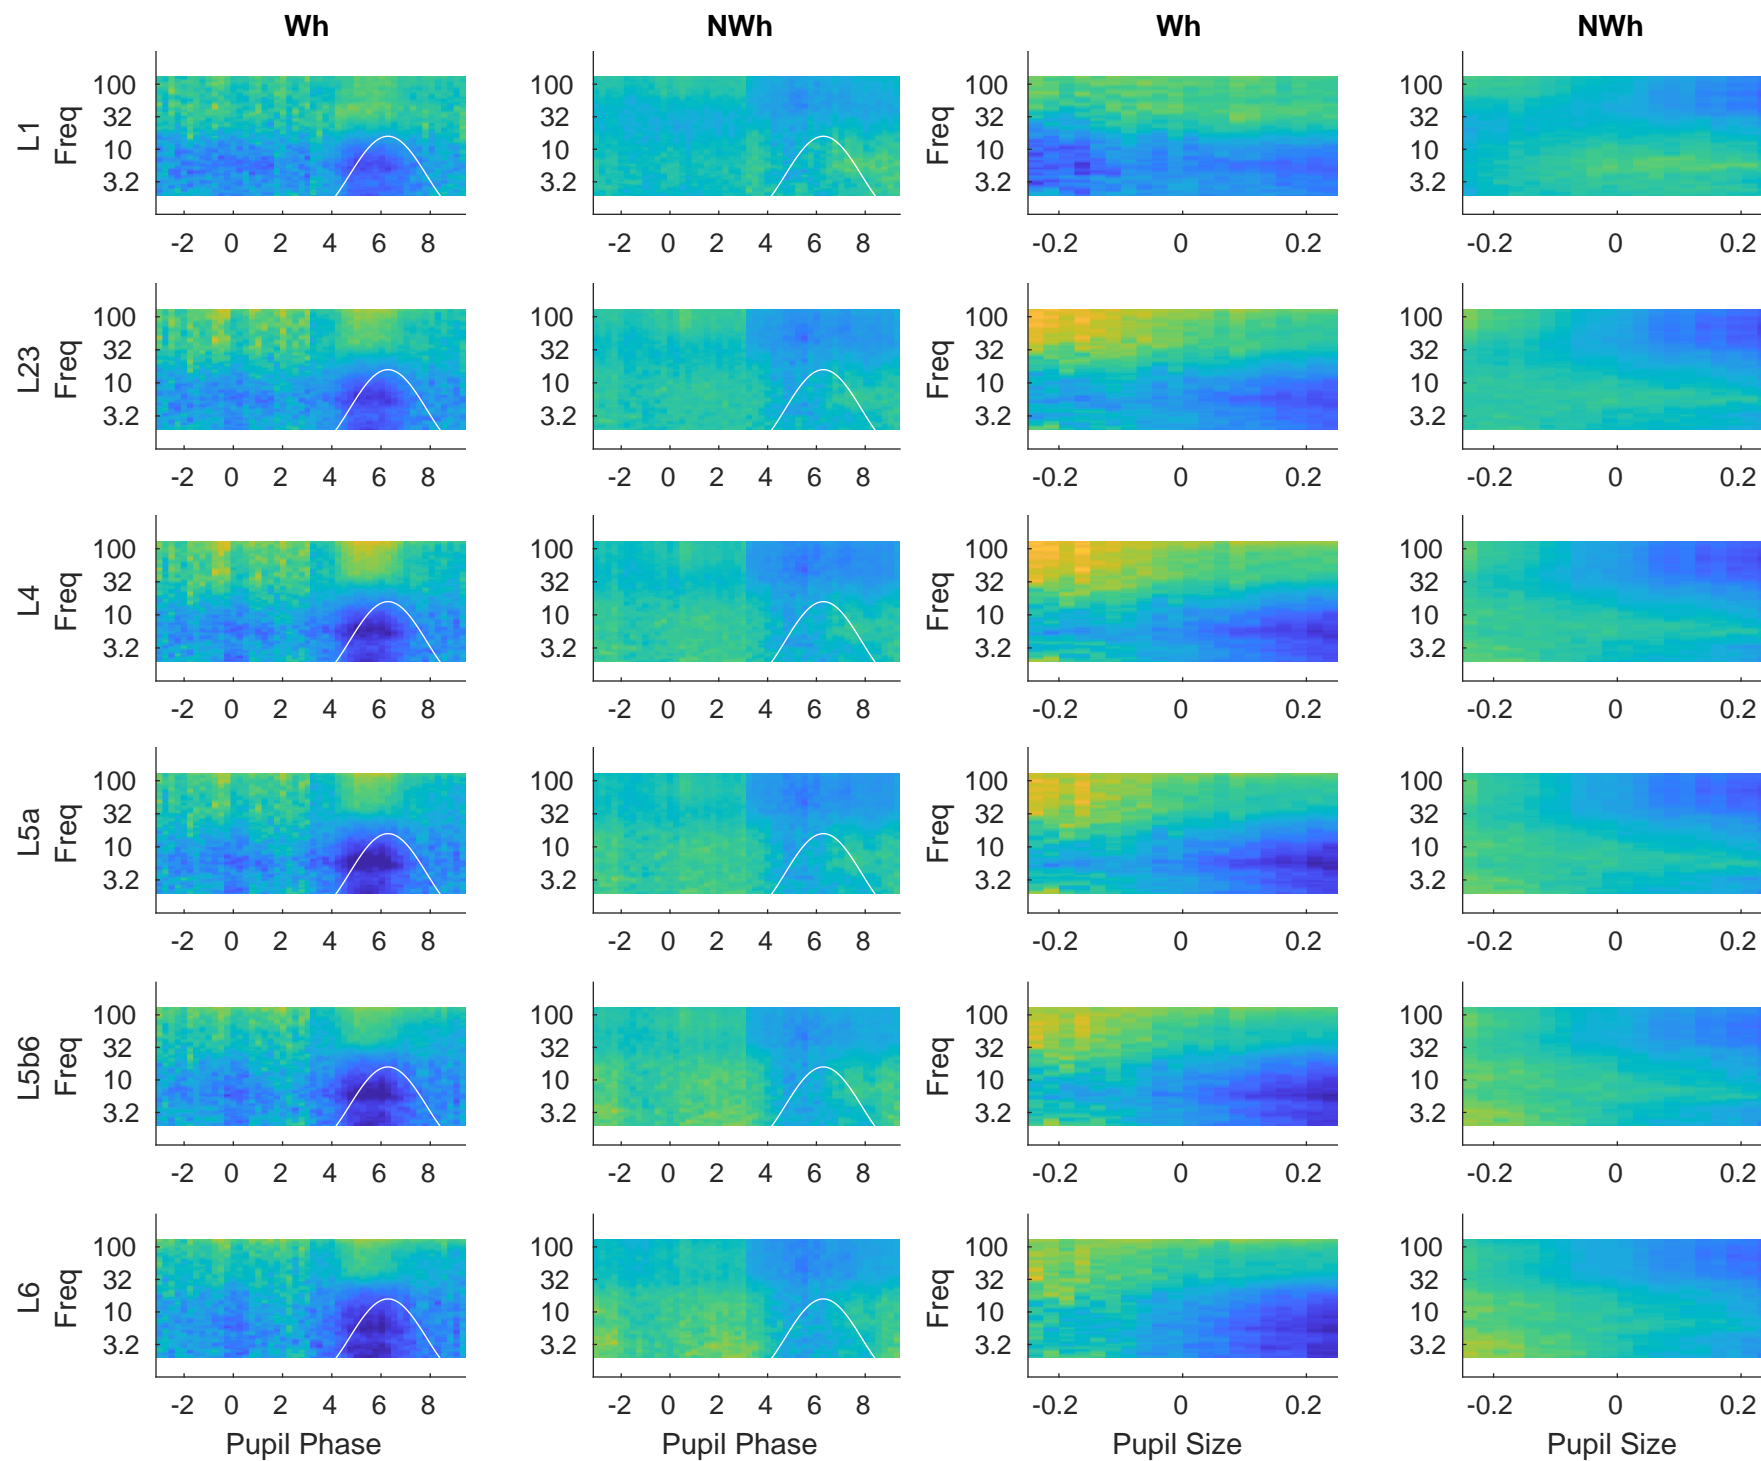 Wh NWh Wh NWh
L1 Freq 100 32 10 3.2 100 32 10 3.2 Freq 100 32 10 3.2 100 32 10 3.2
-2 0 2 4 6 8 -2 0 2 4 6 8 -0.2 0 0.2 -0.2 0 0.2
L23 Freq 100 32 10 3.2 100 32 10 3.2 Freq 100 32 10 3.2 100 32 10 3.2
-2 0 2 4 6 8 -2 0 2 4 6 8 -0.2 0 0.2 -0.2 0 0.2
L4 Freq 100 32 10 3.2 100 32 10 3.2 Freq 100 32 10 3.2 100 32 10 3.2
-2 0 2 4 6 8 -2 0 2 4 6 8 -0.2 0 0.2 -0.2 0 0.2
L5a Freq 100 32 10 3.2 100 32 10 3.2 Freq 100 32 10 3.2 100 32 10 3.2
-2 0 2 4 6 8 -2 0 2 4 6 8 -0.2 0 0.2 -0.2 0 0.2
L5b6 Freq 100 32 10 3.2 100 32 10 3.2 Freq 100 32 10 3.2 100 32 10 3.2
-2 0 2 4 6 8 -2 0 2 4 6 8 -0.2 0 0.2 -0.2 0 0.2
L6 Freq 100 32 10 3.2 100 32 10 3.2 Freq 100 32 10 3.2 100 32 10 3.2
-2 0 2 4 6 8 -2 0 2 4 6 8 -0.2 0 0.2 -0.2 0 0.2
Pupil Phase Pupil Phase Pupil Size Pupil Size